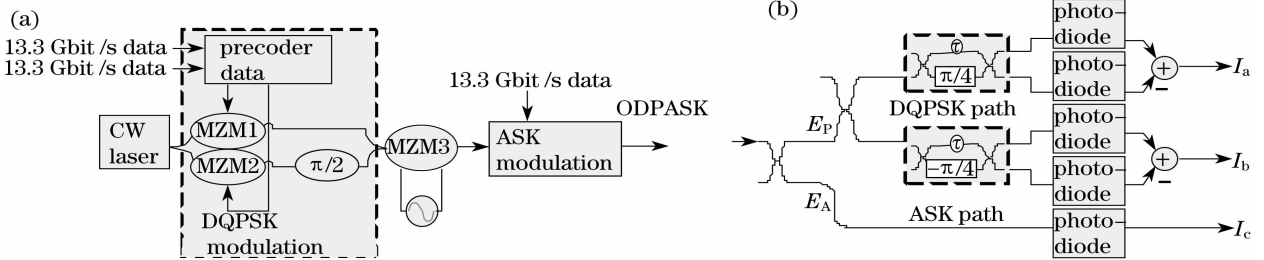 (a)
13.3 Gbit /s data
13.3 Gbit /s data
precoder
data
CW
laser
MZM1
MZM2
π/2
DQPSK
modulation
MZM3
13.3 Gbit /s data
ASK
modulation
ODPASK
(b)
E_P
E_A
τ
π/4
DQPSK path
τ
−π/4
ASK path
photo–
diode
photo–
diode
photo–
diode
photo–
diode
photo–
diode
+
−
+
−
I_a
I_b
I_c